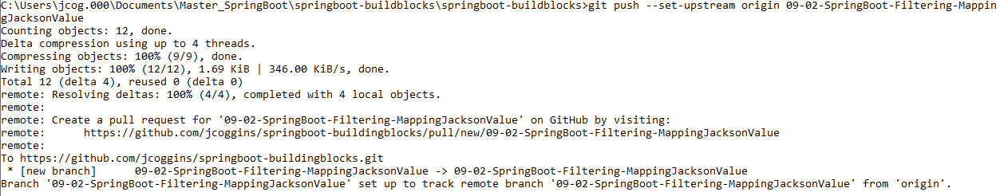 C:\Users\jcog.000\Documents\Master_SpringBoot\springboot-buildblocks\springboot-buildblocks>git push --set-upstream origin 09-02-SpringBoot-Filtering-Mappin
gJacksonValue
Counting objects: 12, done.
Delta compression using up to 4 threads.
Compressing objects: 100% (9/9), done.
Writing objects: 100% (12/12), 1.69 KiB | 346.00 KiB/s, done.
Total 12 (delta 4), reused 0 (delta 0)
remote: Resolving deltas: 100% (4/4), completed with 4 local objects.
remote:
remote: Create a pull request for '09-02-SpringBoot-Filtering-MappingJacksonValue' on GitHub by visiting:
remote:      https://github.com/jcoggins/springboot-buildingblocks/pull/new/09-02-SpringBoot-Filtering-MappingJacksonValue
remote:
To https://github.com/jcoggins/springboot-buildingblocks.git
 * [new branch]      09-02-SpringBoot-Filtering-MappingJacksonValue -> 09-02-SpringBoot-Filtering-MappingJacksonValue
Branch '09-02-SpringBoot-Filtering-MappingJacksonValue' set up to track remote branch '09-02-SpringBoot-Filtering-MappingJacksonValue' from 'origin'.